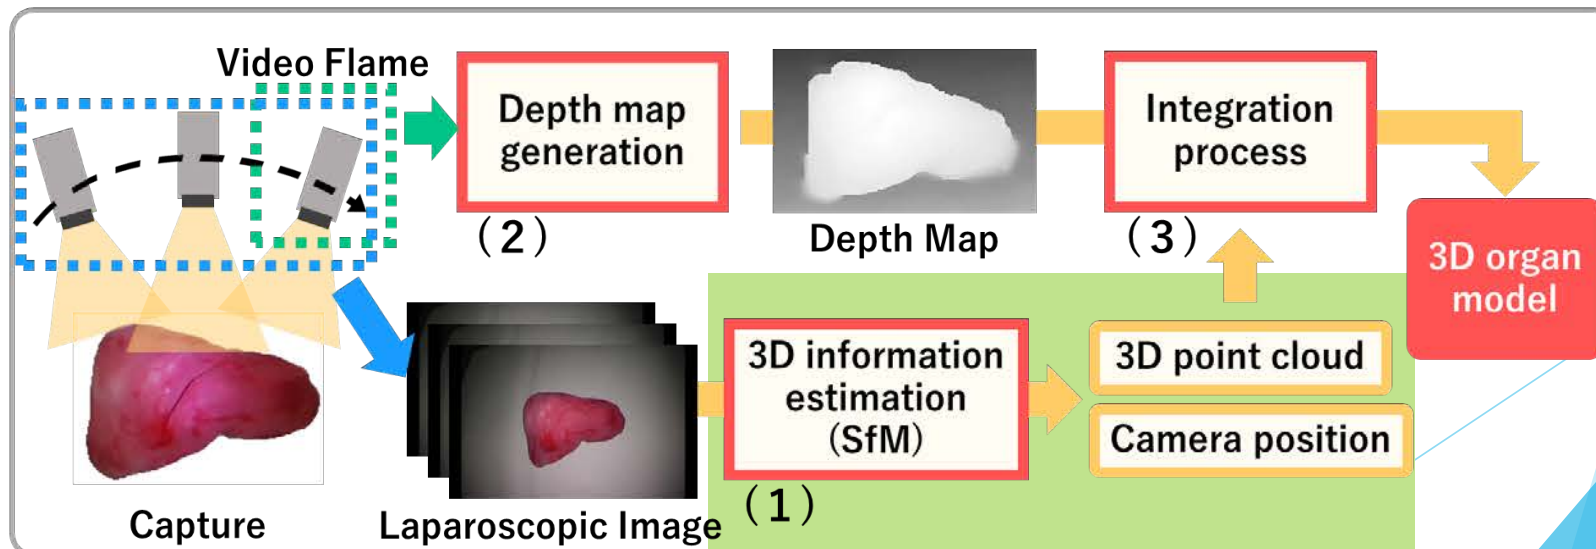 Video Flame
Depth map
generation
(2)
Depth Map
Integration
process
(3)
3D organ
model
Capture
Laparoscopic Image
3D information
estimation
(SfM)
(1)
3D point cloud
Camera position